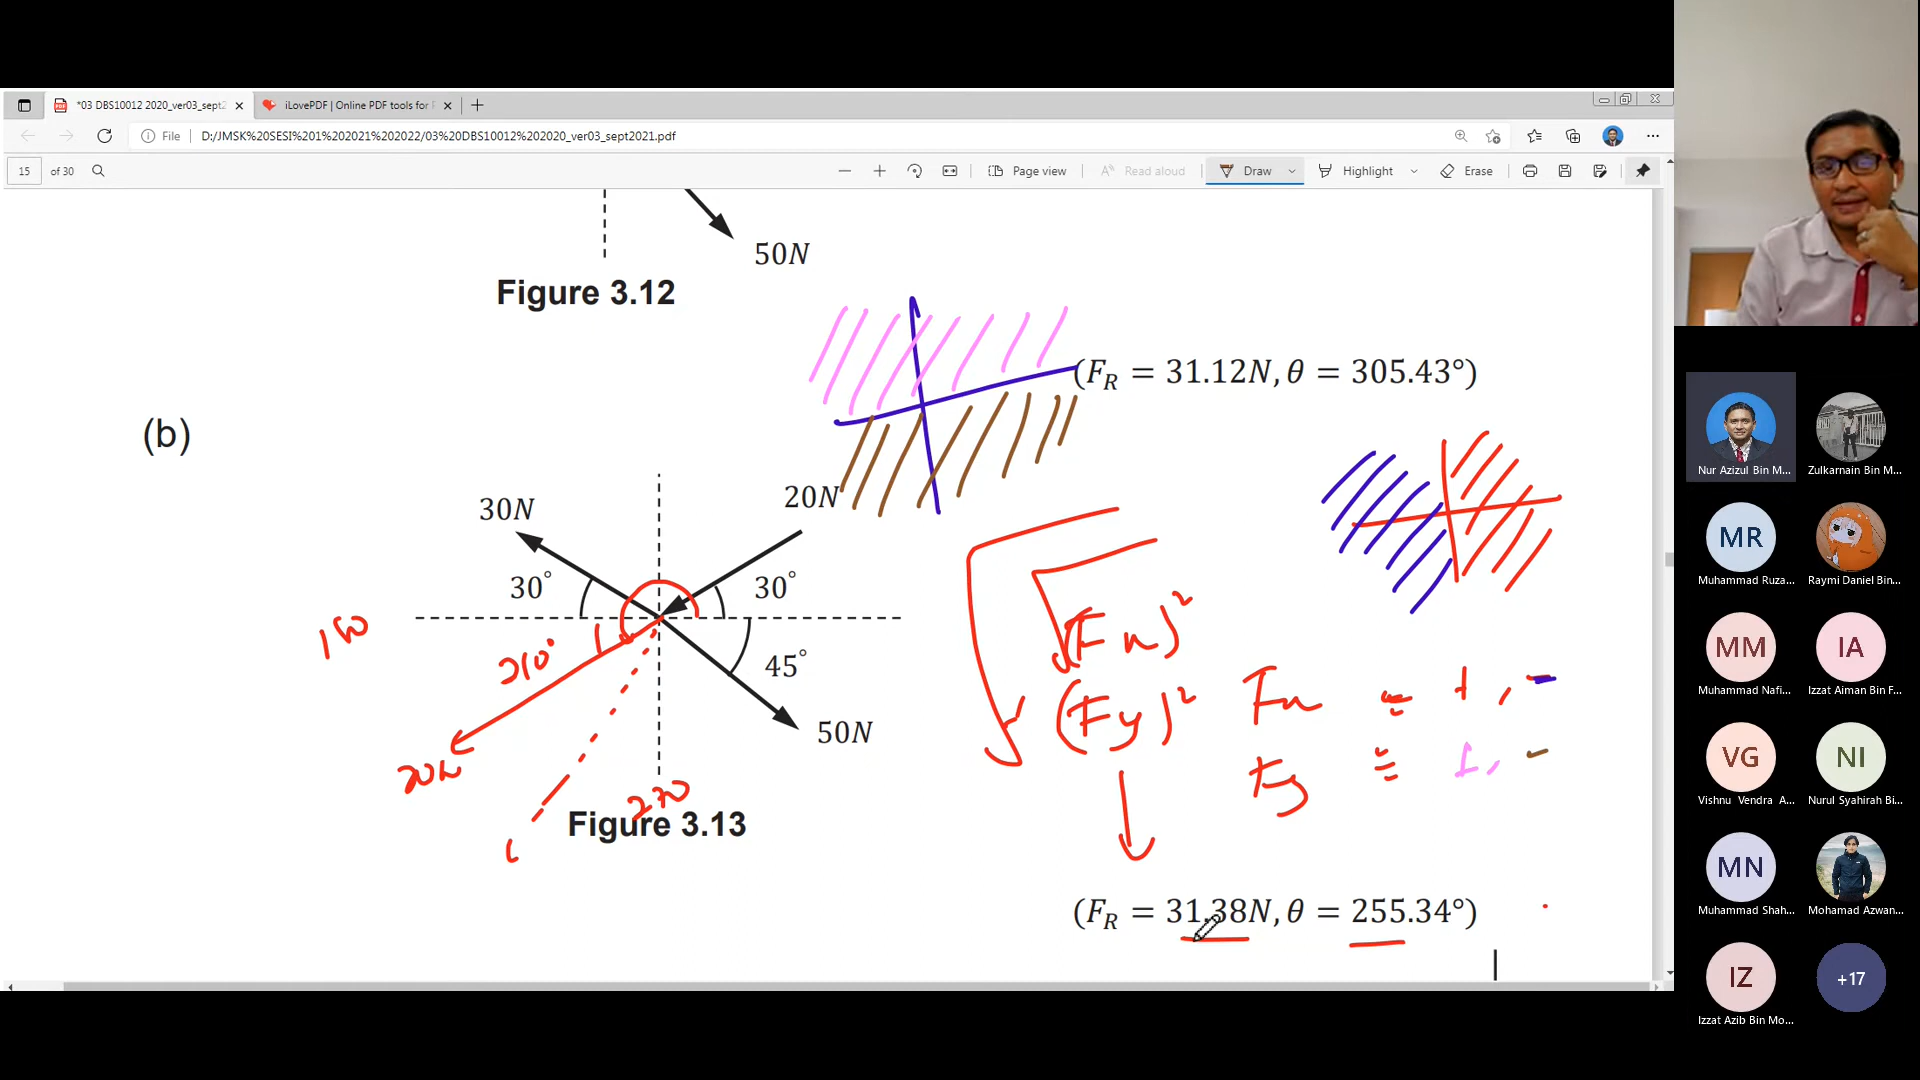 *03 DBS10012 2020_ver03_sept2
iLovePDF | Online PDF tools for
File D:/JMSK%20SESI%201%202021%202022/03%20DBS10012%202020_ver03_sept2021.pdf
15 of 30 Page view Read aloud Draw Highlight Erase
50N
Figure 3.12
(F_R = 31.12N, θ = 305.43°)
(b)
30N 20N
30° 30°
180 210° 45°
50N
20N
270
Figure 3.13
(Fx)²
(Fy)² Fx = +, -
Fy = +, -
(F_R = 31.38N, θ = 255.34°)
Nur Azizul Bin M... Zulkarnain Bin M...
MR
Muhammad Ruza... Raymi Daniel Bin...
MM IA
Muhammad Nafi... Izzat Aiman Bin F...
VG NI
Vishnu Vendra A... Nurul Syahirah Bi...
MN
Muhammad Shah... Mohamad Azwan...
IZ +17
Izzat Azib Bin Mo...